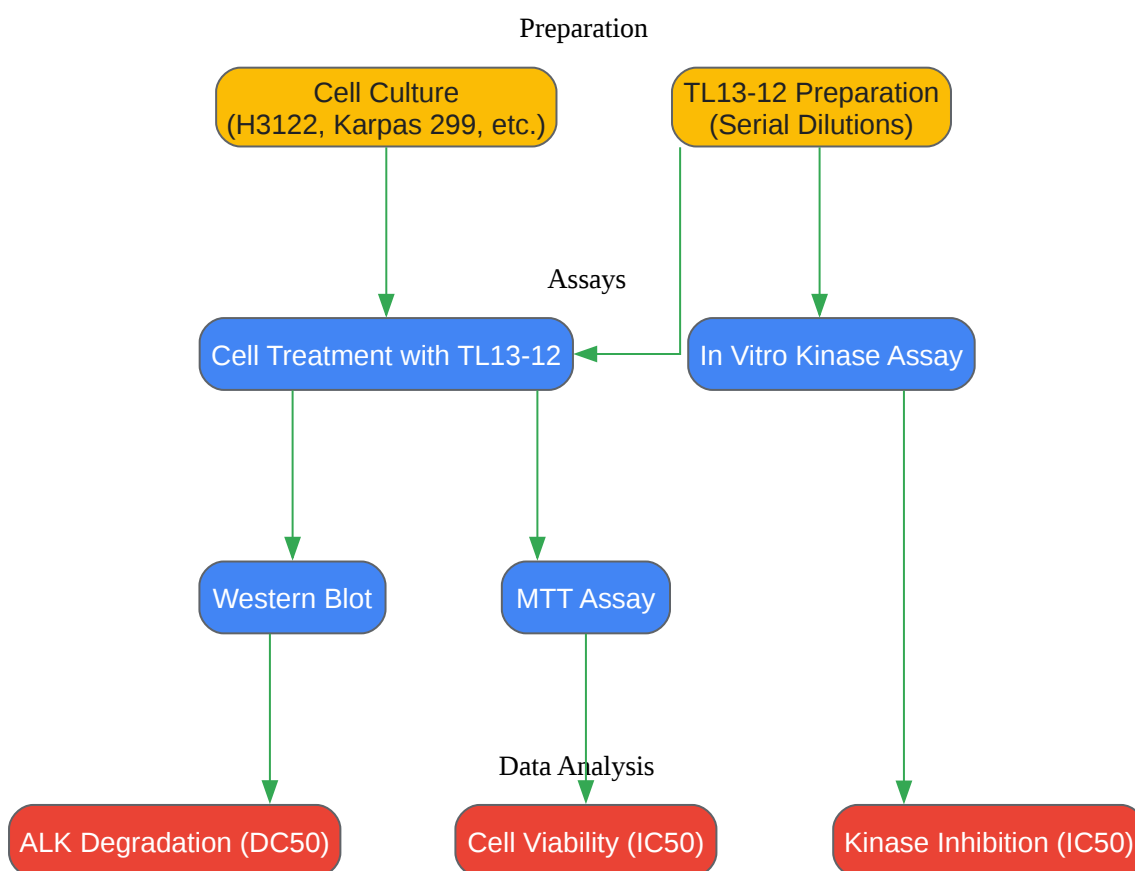 Preparation
Cell Culture
(H3122, Karpas 299, etc.)
TL13-12 Preparation
(Serial Dilutions)
Assays
Cell Treatment with TL13-12
In Vitro Kinase Assay
Western Blot
MTT Assay
Data Analysis
ALK Degradation (DC50)
Cell Viability (IC50)
Kinase Inhibition (IC50)